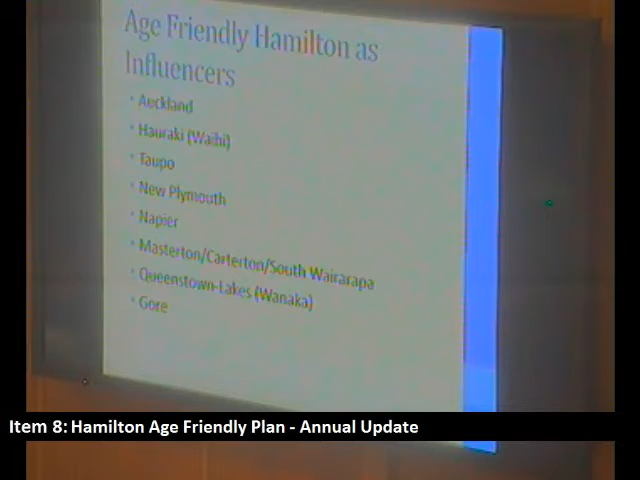 Age Friendly Hamilton as
Influencers
• Auckland
• Hauraki (Waihi)
• Taupo
• New Plymouth
• Napier
• Masterton/Carterton/South Wairarapa
• Queenstown-Lakes (Wanaka)
• Gore
Item 8: Hamilton Age Friendly Plan - Annual Update